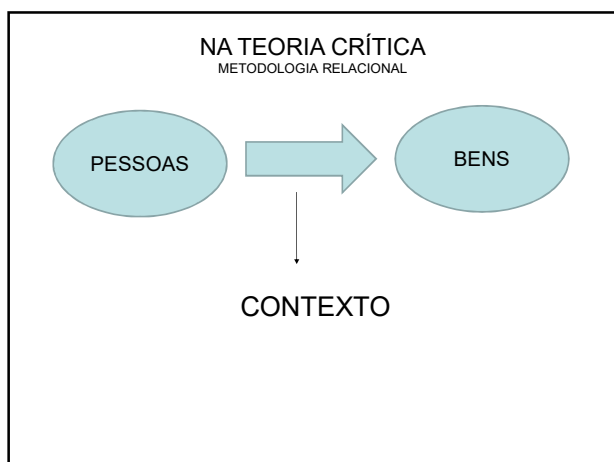 NA TEORIA CRÍTICA
METODOLOGIA RELACIONAL
PESSOAS
BENS
CONTEXTO